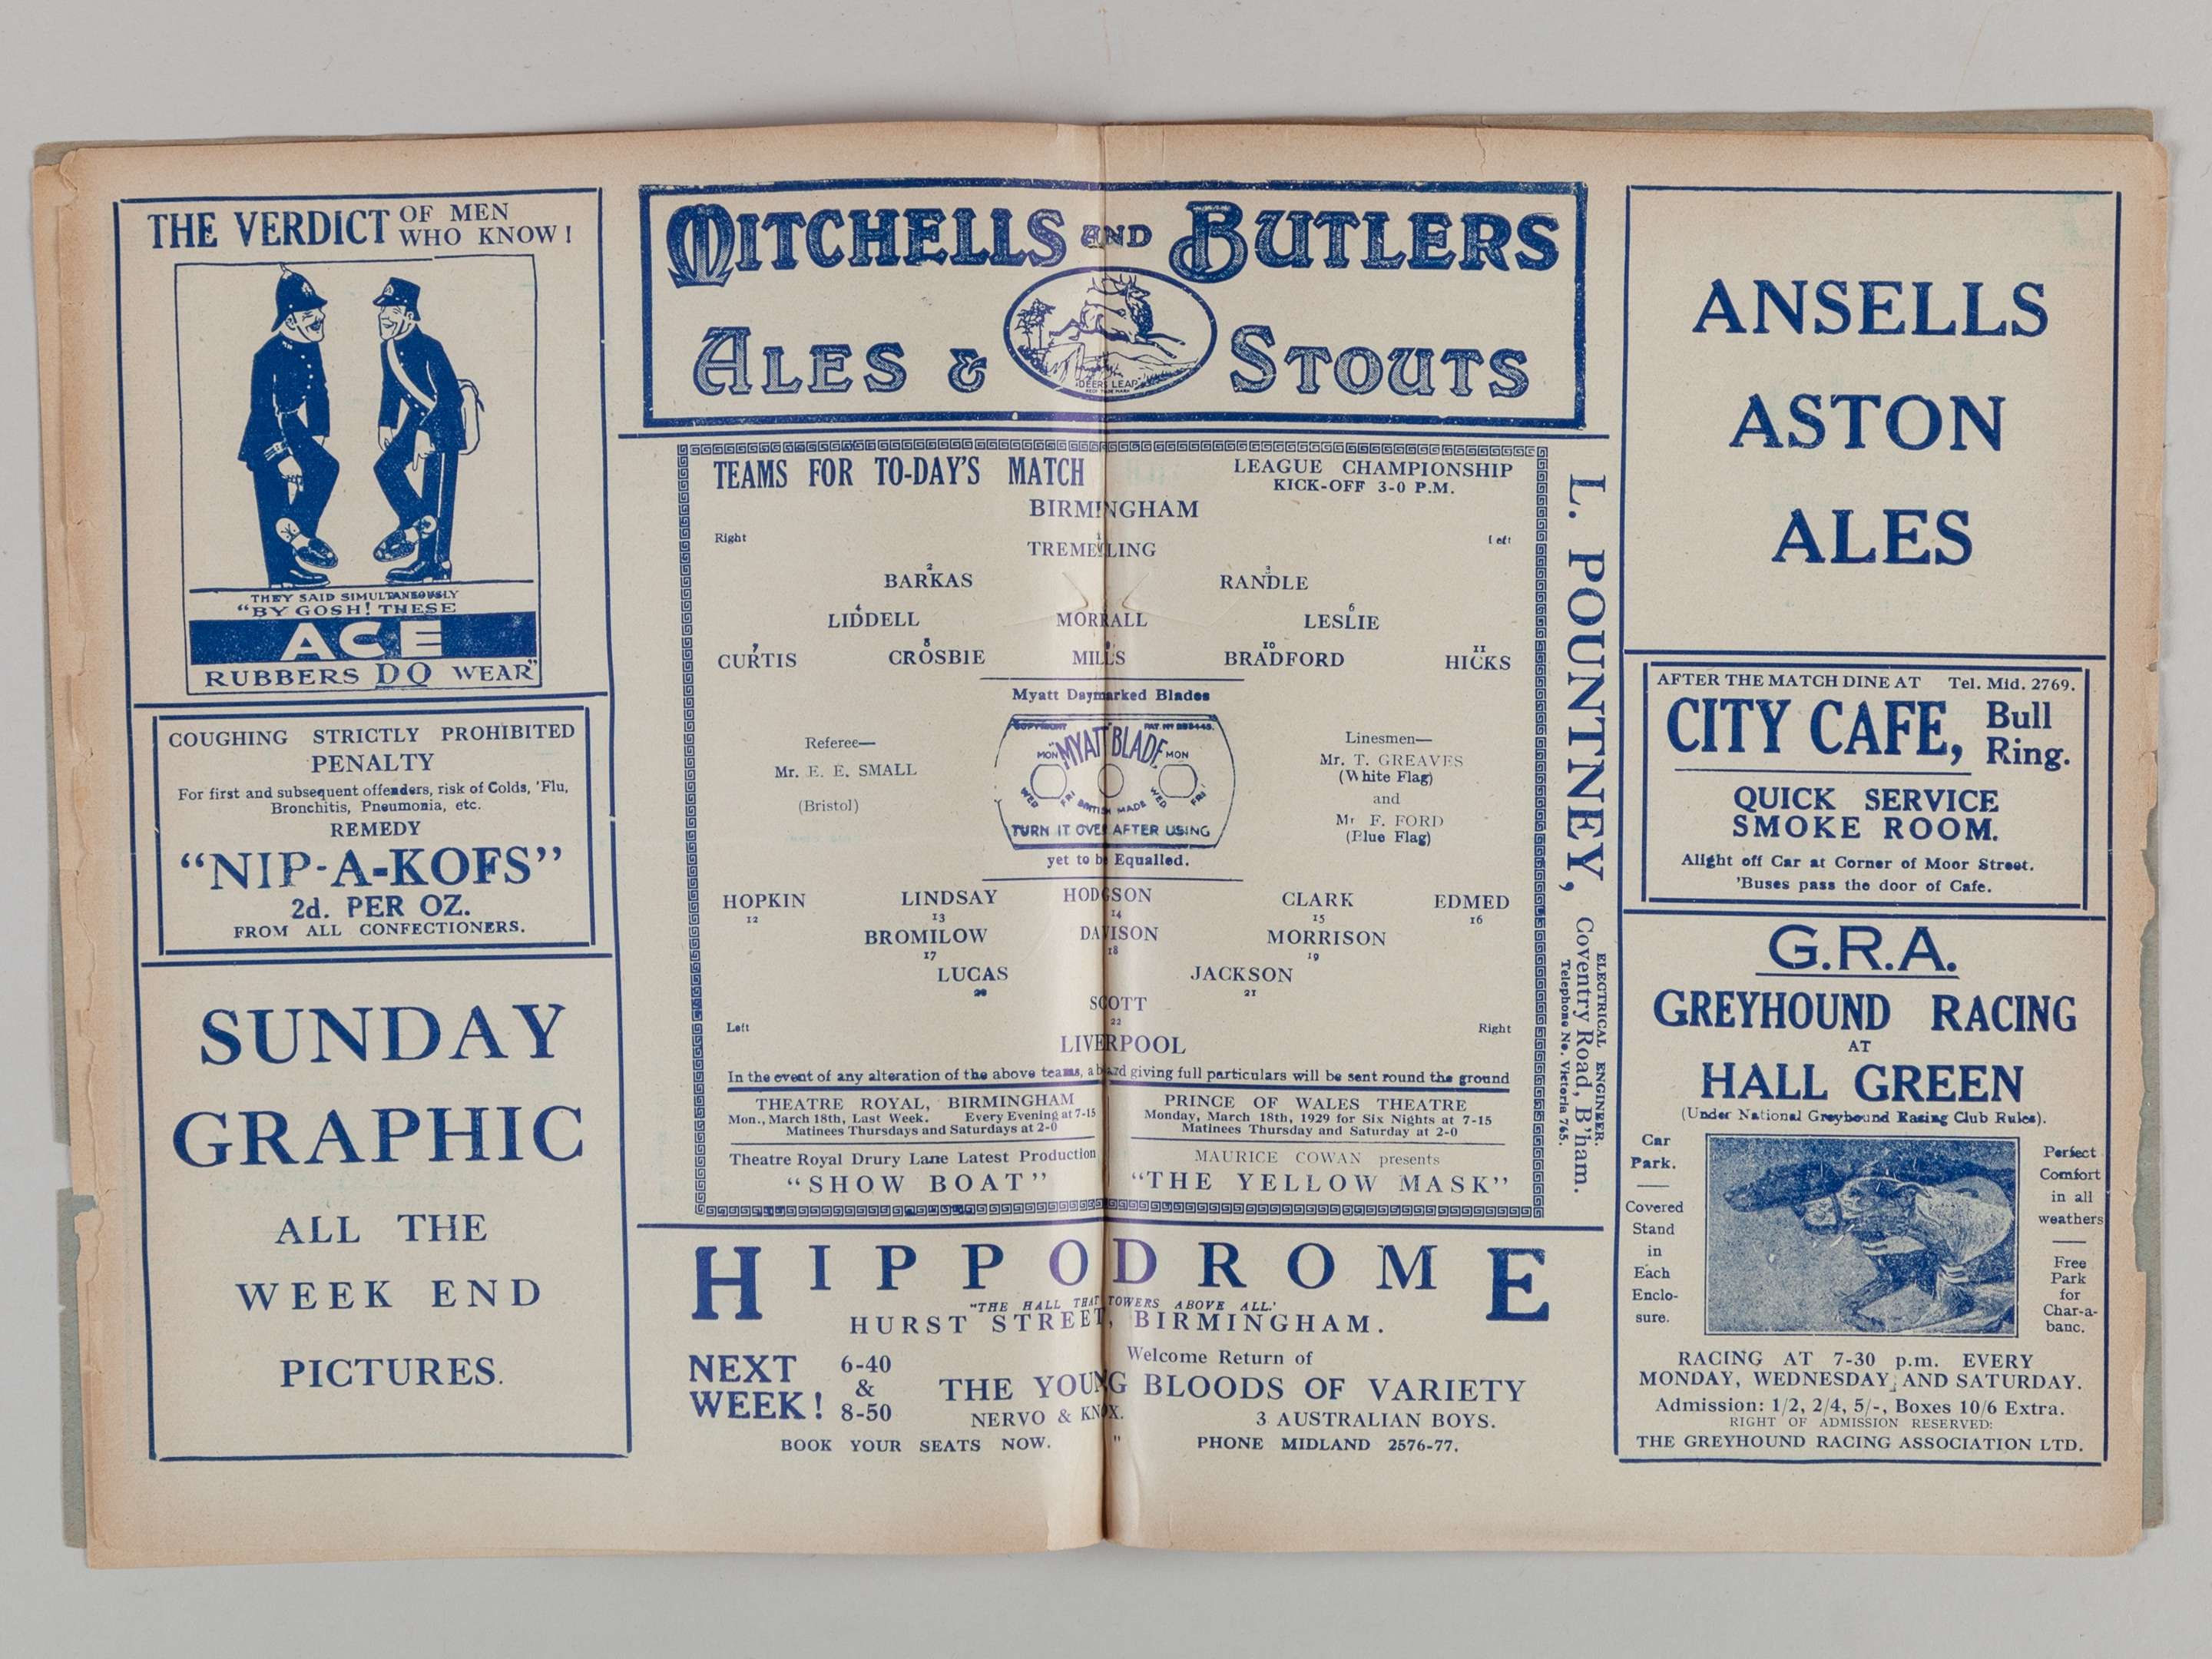 THE VERDICT OF MEN
WHO KNOW!
THEY SAID SIMULTANEOUSLY
"BY GOSH! THESE
ACE
RUBBERS DO WEAR"
COUGHING STRICTLY PROHIBITED
PENALTY
For first and subsequent offenders, risk of Colds, 'Flu,
Bronchitis, Pneumonia, etc.
REMEDY
"NIP-A-KOFS"
2d. PER OZ.
FROM ALL CONFECTIONERS.
SUNDAY
GRAPHIC
ALL THE
WEEK END
PICTURES.
MITCHELLS AND BUTLERS
ALES & STOUTS
DEERS LEAP
TEAMS FOR TO-DAY'S MATCH
LEAGUE CHAMPIONSHIP
KICK-OFF 3-0 P.M.
BIRMINGHAM
Right Left
TREMELLING
2 3
BARKAS RANDLE
4 6
LIDDELL MORRALL LESLIE
7 8 10 11
CURTIS CROSBIE MILLS BRADFORD HICKS
Myatt Daymarked Blades
COPYRIGHT
MYATT BLADE
MON MON
WED FRI BRITISH MADE WED FRI
TURN IT OVER AFTER USING
yet to be Equalled.
Referee—
Mr. E. E. SMALL
(Bristol)
Linesmen—
Mr. T. GREAVES
(White Flag)
and
Mr F. FORD
(Blue Flag)
HOPKIN LINDSAY HODGSON CLARK EDMED
12 13 14 15 16
BROMILOW DAVISON MORRISON
17 18 19
LUCAS JACKSON
20 21
SCOTT
22
Left Right
LIVERPOOL
In the event of any alteration of the above teams, a board giving full particulars will be sent round the ground
THEATRE ROYAL, BIRMINGHAM
Mon., March 18th, Last Week. Every Evening at 7-15
Matinees Thursdays and Saturdays at 2-0
Theatre Royal Drury Lane Latest Production
"SHOW BOAT"
PRINCE OF WALES THEATRE
Monday, March 18th, 1929 for Six Nights at 7-15
Matinees Thursday and Saturday at 2-0
MAURICE COWAN presents
"THE YELLOW MASK"
L. POUNTNEY,
ELECTRICAL ENGINEER.
Coventry Road, B'ham.
Telephone No. Victoria 765.
HIPPODROME
"THE HALL THAT TOWERS ABOVE ALL.'
HURST STREET, BIRMINGHAM.
NEXT
WEEK!
6-40
&
8-50
Welcome Return of
THE YOUNG BLOODS OF VARIETY
NERVO & KNOX. 3 AUSTRALIAN BOYS.
BOOK YOUR SEATS NOW. " PHONE MIDLAND 2576-77.
ANSELLS
ASTON
ALES
AFTER THE MATCH DINE AT Tel. Mid. 2769.
CITY CAFE, Bull
Ring.
QUICK SERVICE
SMOKE ROOM.
Alight off Car at Corner of Moor Street.
'Buses pass the door of Cafe.
G.R.A.
GREYHOUND RACING
AT
HALL GREEN
(Under National Greyhound Racing Club Rules).
Car
Park.
Covered
Stand
in
Each
Enclo-
sure.
Perfect
Comfort
in all
weathers
Free
Park
for
Char-a-
banc.
RACING AT 7-30 p.m. EVERY
MONDAY, WEDNESDAY, AND SATURDAY.
Admission: 1/2, 2/4, 5/-, Boxes 10/6 Extra.
RIGHT OF ADMISSION RESERVED:
THE GREYHOUND RACING ASSOCIATION LTD.